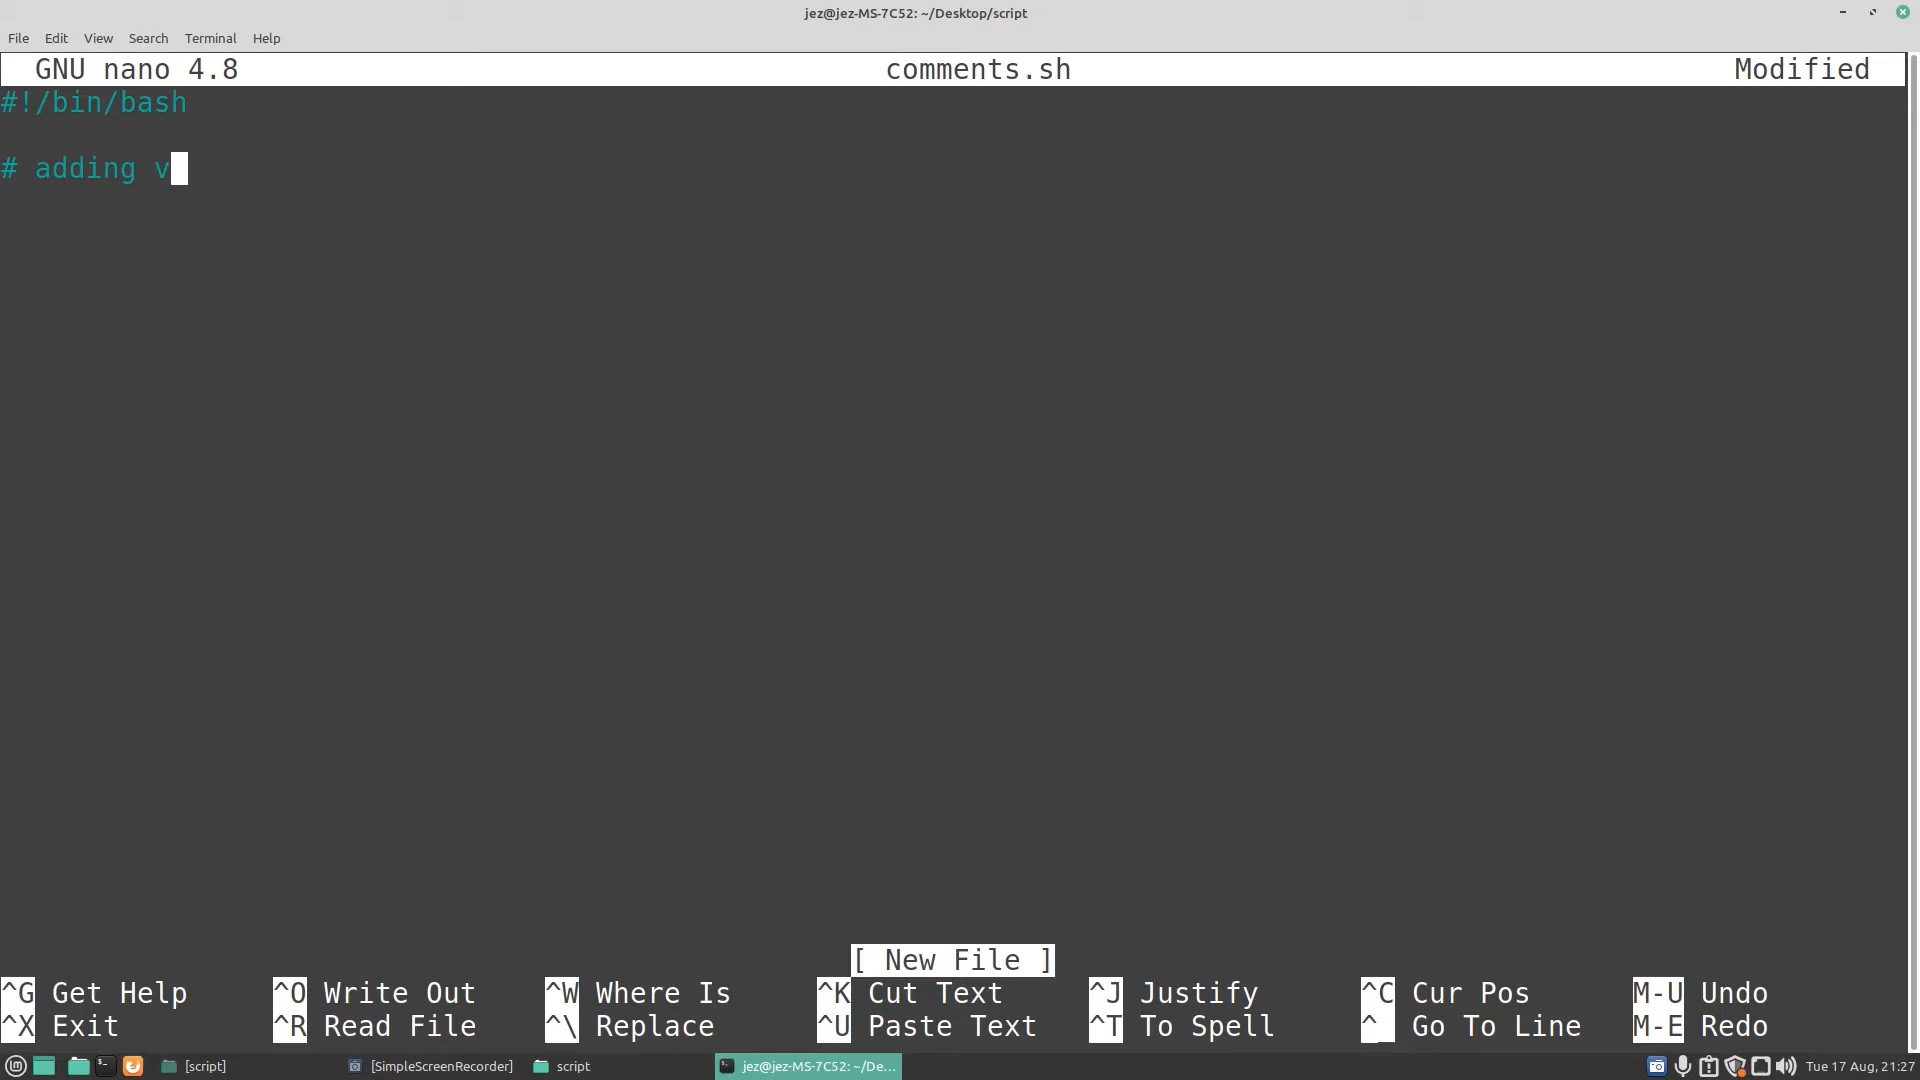 jez@jez-MS-7C52: ~/Desktop/script
File Edit View Search Terminal Help
GNU nano 4.8 comments.sh Modified
#!/bin/bash
# adding v
[ New File ]
^G Get Help ^O Write Out ^W Where Is ^K Cut Text ^J Justify ^C Cur Pos M-U Undo
^X Exit ^R Read File ^\ Replace ^U Paste Text ^T To Spell ^_ Go To Line M-E Redo
[script] [SimpleScreenRecorder] script jez@jez-MS-7C52: ~/De... Tue 17 Aug, 21:27